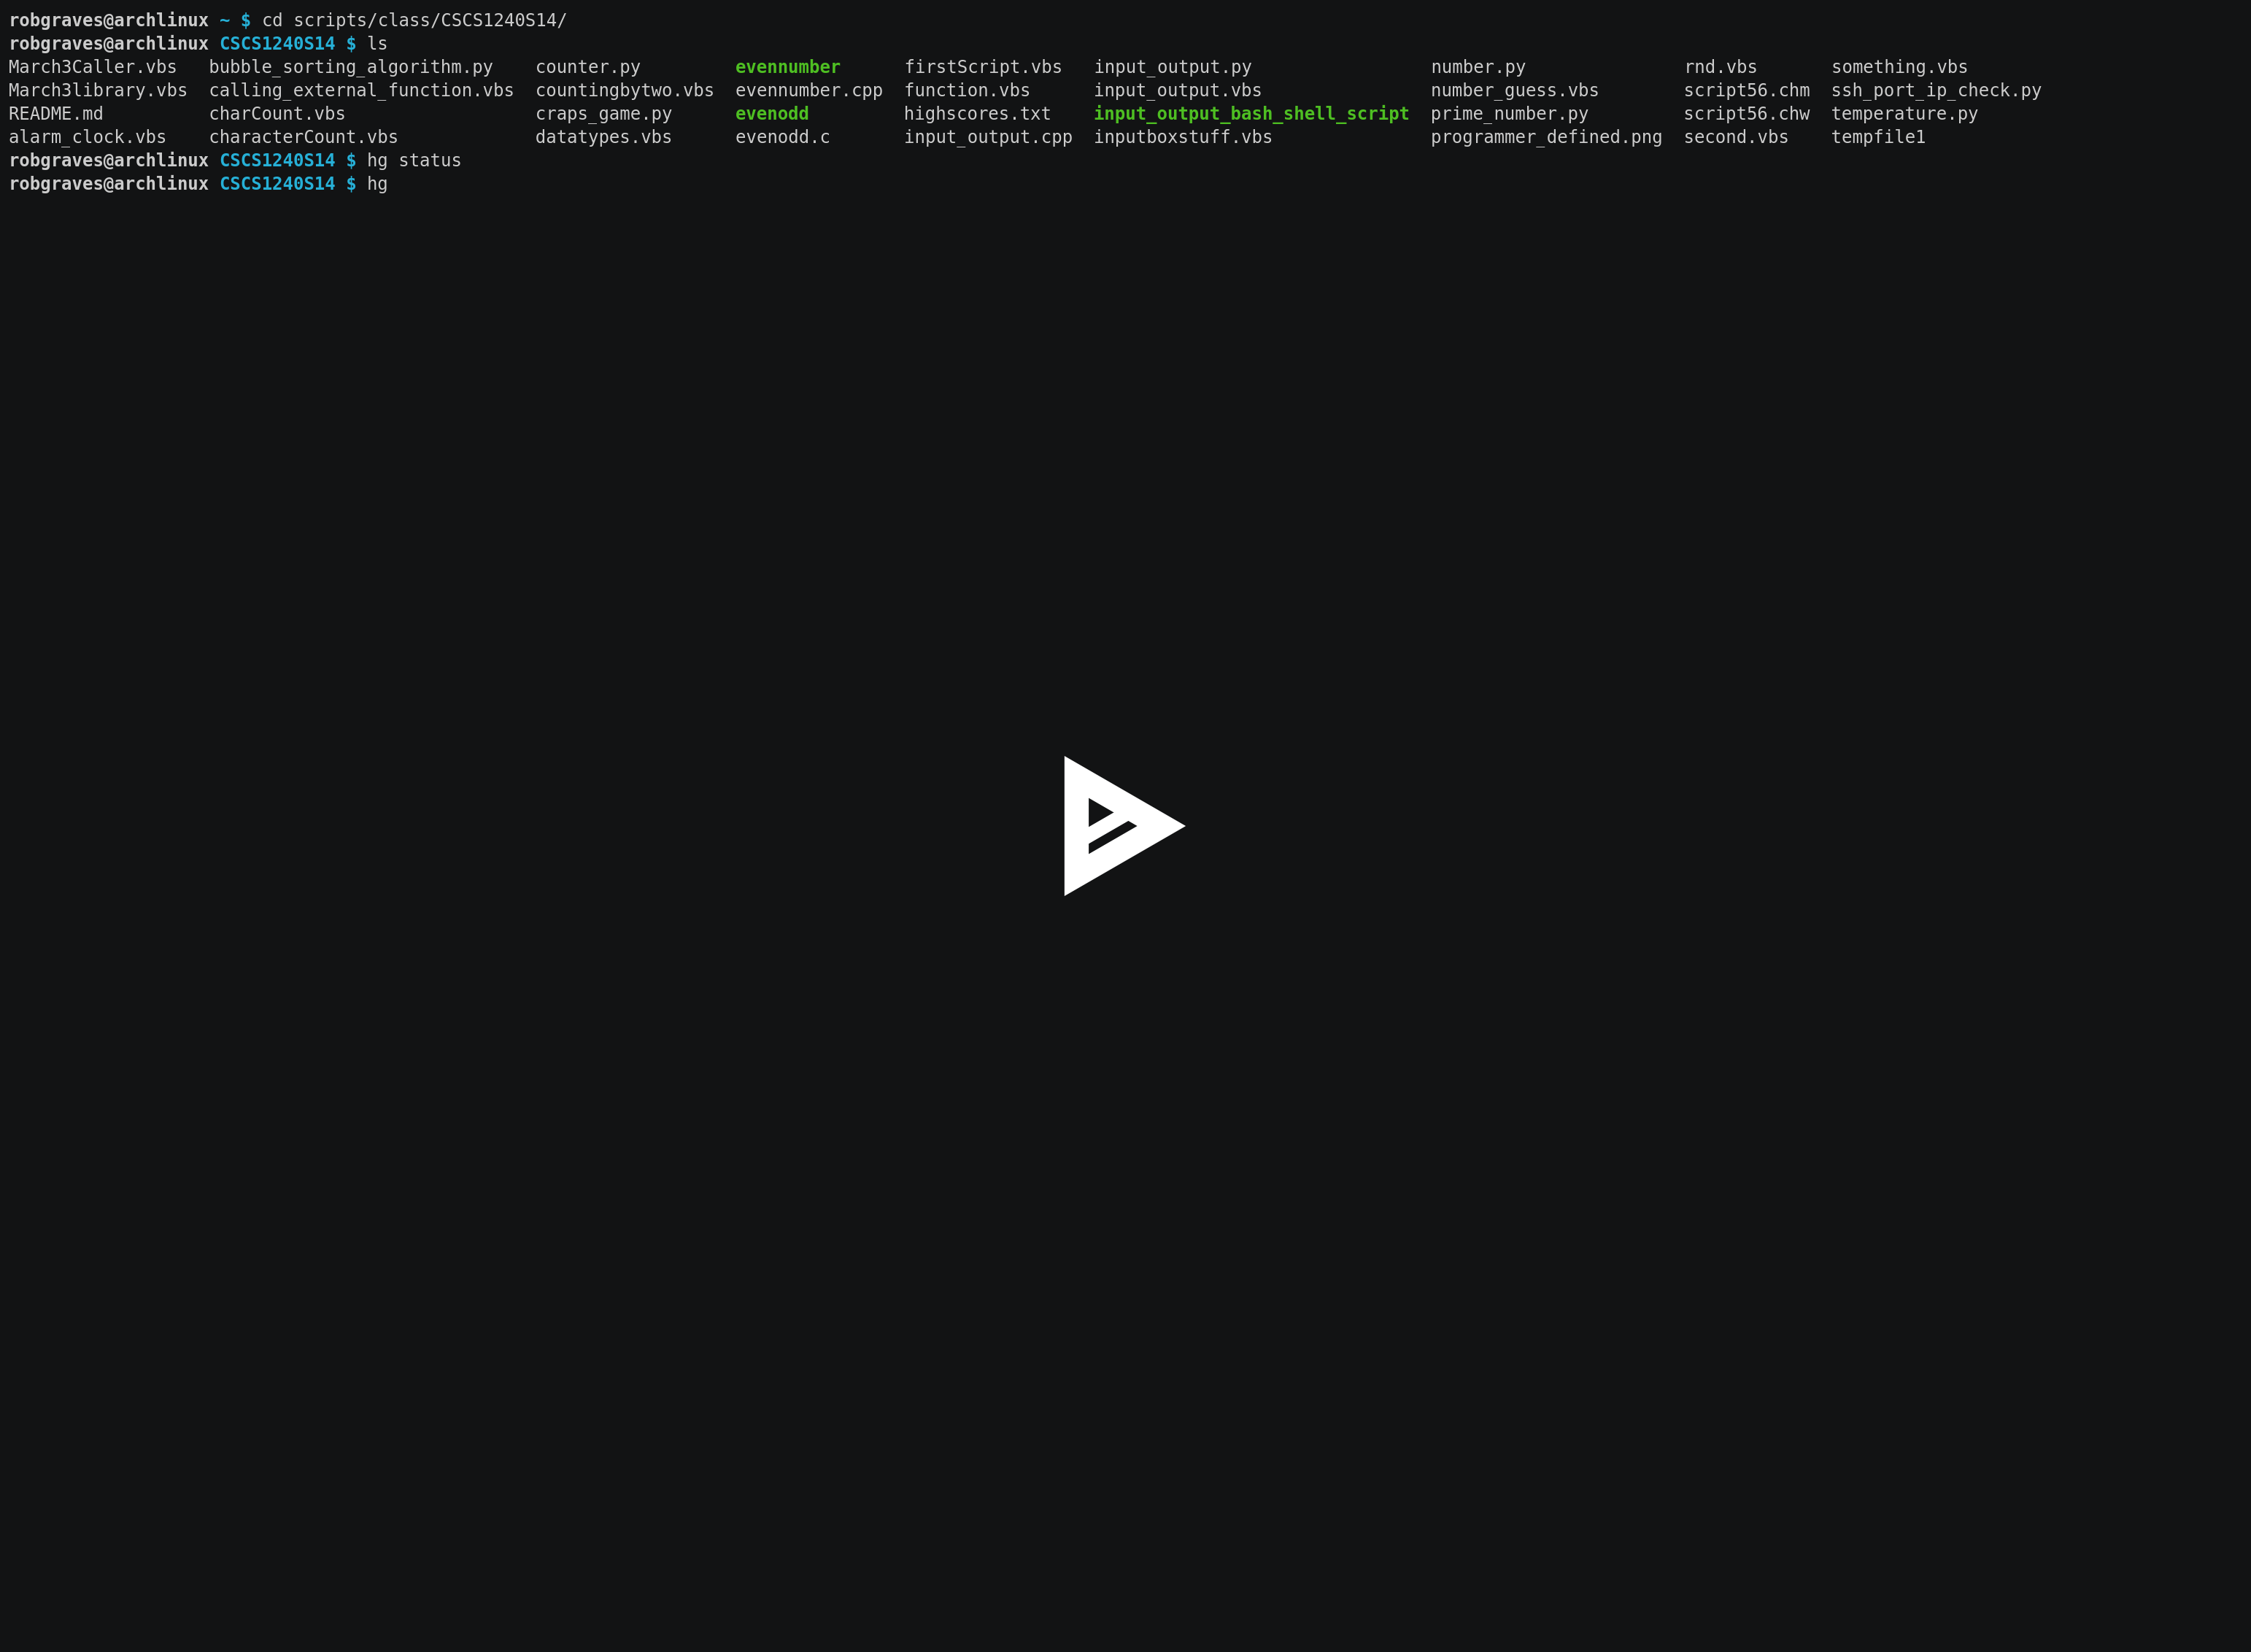 robgraves@archlinux ~ $ cd scripts/class/CSCS1240S14/
robgraves@archlinux CSCS1240S14 $ ls
March3Caller.vbs   bubble_sorting_algorithm.py    counter.py         evennumber      firstScript.vbs   input_output.py                 number.py               rnd.vbs       something.vbs
March3library.vbs  calling_external_function.vbs  countingbytwo.vbs  evennumber.cpp  function.vbs      input_output.vbs                number_guess.vbs        script56.chm  ssh_port_ip_check.py
README.md          charCount.vbs                  craps_game.py      evenodd         highscores.txt    input_output_bash_shell_script  prime_number.py         script56.chw  temperature.py
alarm_clock.vbs    characterCount.vbs             datatypes.vbs      evenodd.c       input_output.cpp  inputboxstuff.vbs               programmer_defined.png  second.vbs    tempfile1
robgraves@archlinux CSCS1240S14 $ hg status
robgraves@archlinux CSCS1240S14 $ hg